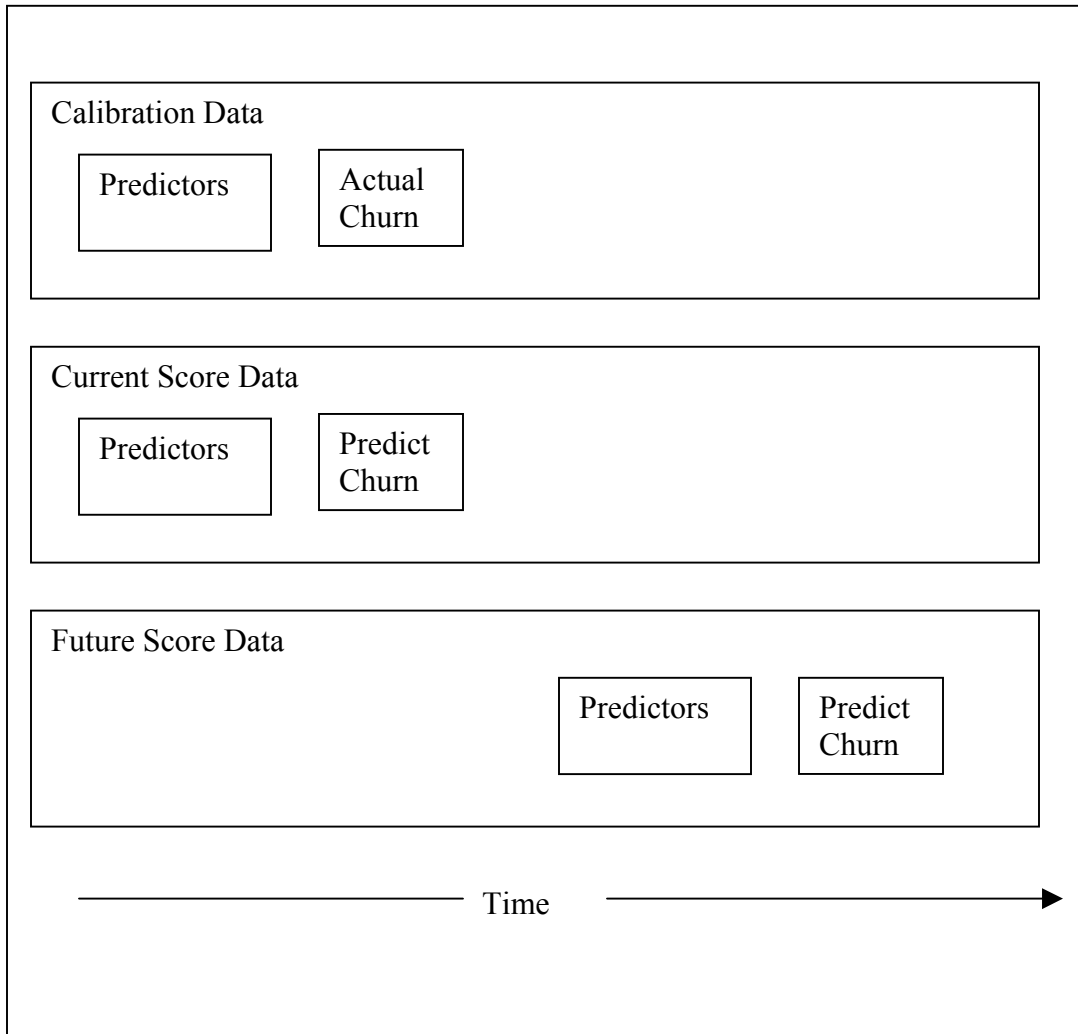 Calibration Data
Predictors
Actual
Churn
Current Score Data
Predictors
Predict
Churn
Future Score Data
Predictors
Predict
Churn
Time